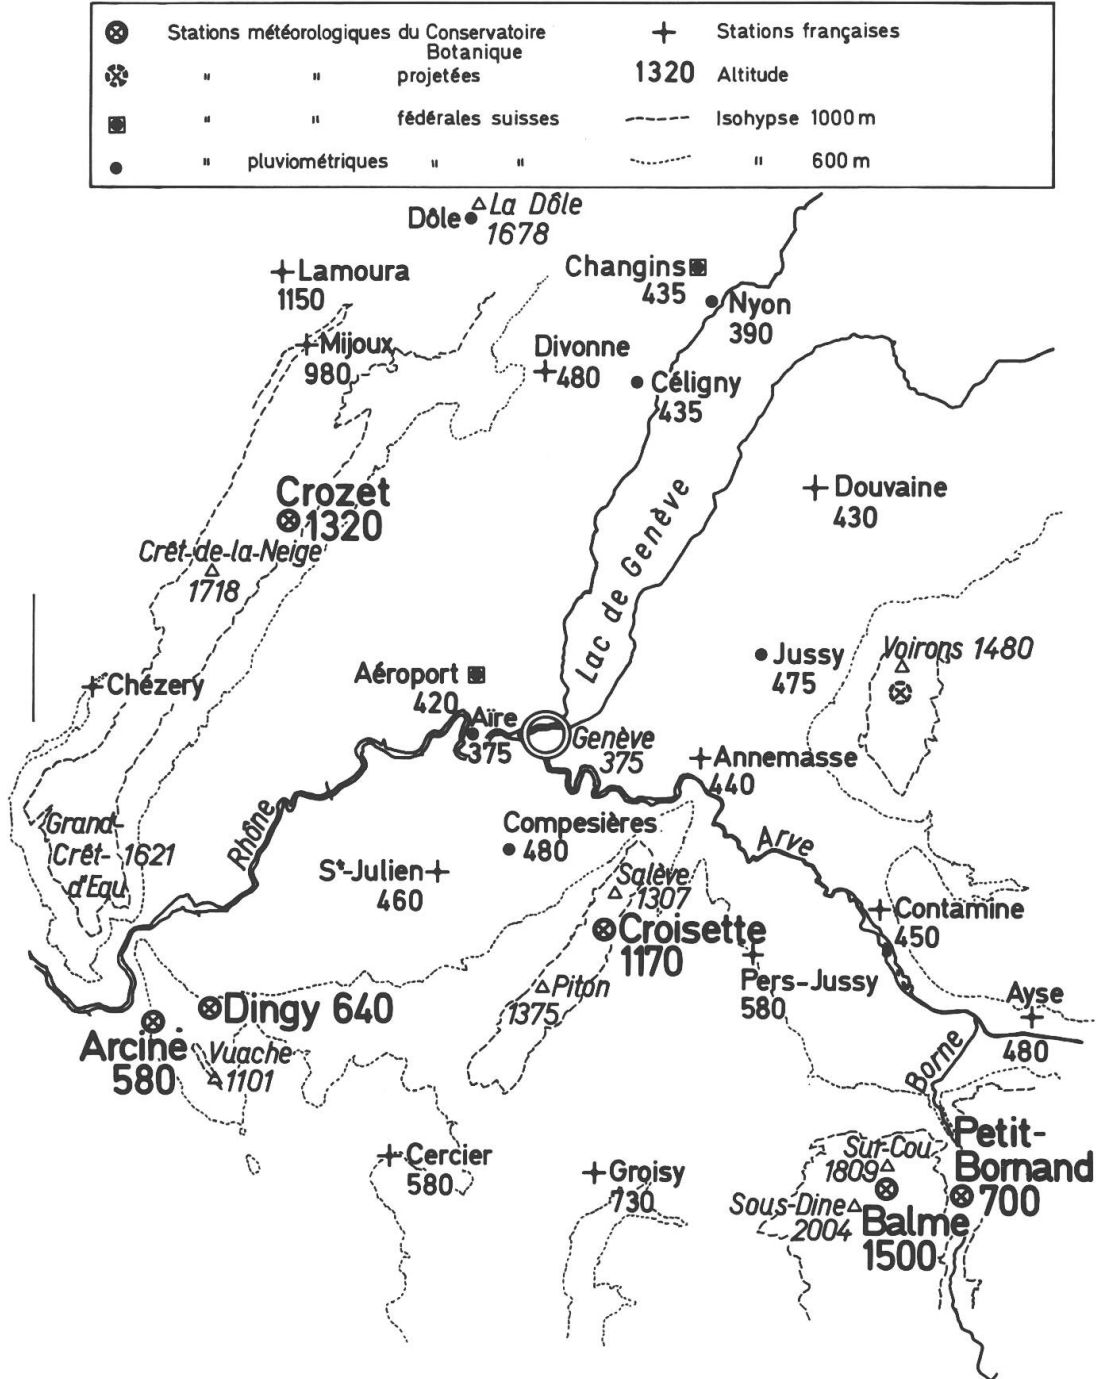 Stations météorologiques du Conservatoire Botanique
" " projetées
" " fédérales suisses
" pluviométriques " "
Stations françaises
1320 Altitude
Isohypse 1000 m
" 600 m
Dôle
La Dôle
1678
Lamoura
1150
Changins
435
Nyon
390
Mijoux
980
Divonne
480
Céligny
435
Crozet
1320
Douvaine
430
Crêt-de-la-Neige
1718
Lac de Genève
Chézery
Aéroport
420
Aïre
375
Genève
375
Jussy
475
Voirons 1480
Annemasse
440
Grand-
Crêt- 1621
d'Eau
Rhône
Compesières
480
Arve
St-Julien
460
Salève
1307
Contamine
450
Croisette
1170
Pers-Jussy
580
Piton
1375
Ayse
480
Dingy 640
Arcine
580
Vuache
1101
Borne
Cercier
580
Groisy
730
Sur-Cou
1809
Petit-
Bornand
700
Sous-Dine
2004
Balme
1500